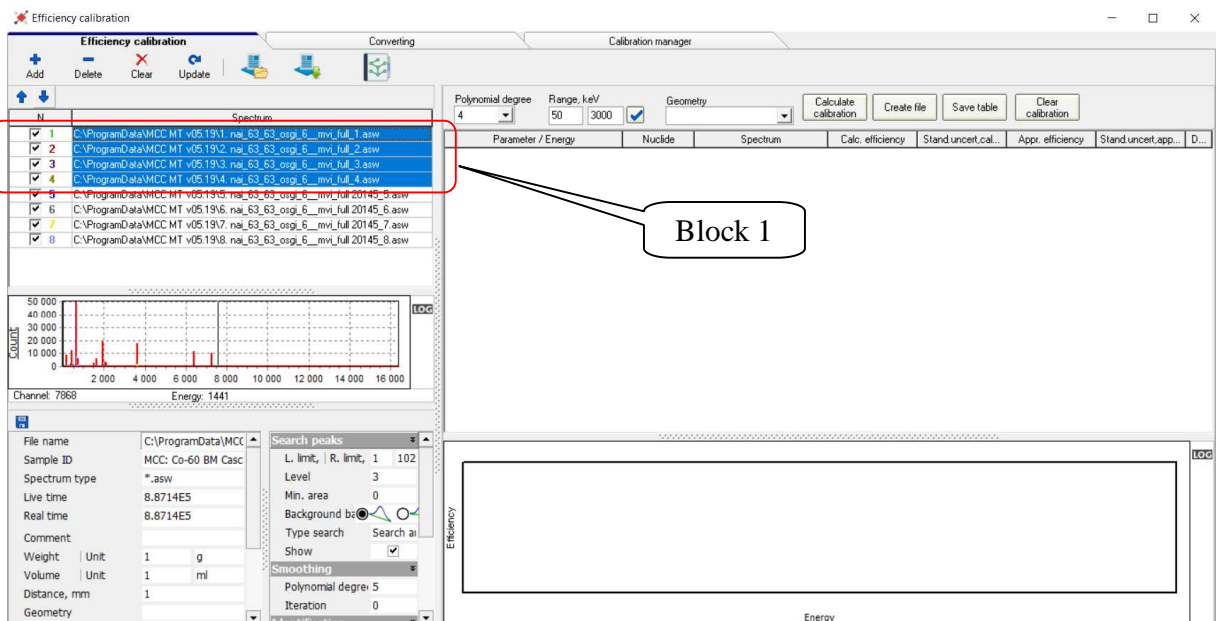 Efficiency calibration
Efficiency calibration Converting Calibration manager
Add Delete Clear Update
N Spectrum
1 C:\ProgramData\MCC MT v05.19\1. nai_63_63_osgi_6__mvi_full_1.asw
2 C:\ProgramData\MCC MT v05.19\2. nai_63_63_osgi_6__mvi_full_2.asw
3 C:\ProgramData\MCC MT v05.19\3. nai_63_63_osgi_6__mvi_full_3.asw
4 C:\ProgramData\MCC MT v05.19\4. nai_63_63_osgi_6__mvi_full_4.asw
5 C:\ProgramData\MCC MT v05.19\5. nai_63_63_osgi_6__mvi_full 20145_5.asw
6 C:\ProgramData\MCC MT v05.19\6. nai_63_63_osgi_6__mvi_full 20145_6.asw
7 C:\ProgramData\MCC MT v05.19\7. nai_63_63_osgi_6__mvi_full 20145_7.asw
8 C:\ProgramData\MCC MT v05.19\8. nai_63_63_osgi_6__mvi_full 20145_8.asw
Polynomial degree Range, keV Geometry
4 50 3000
Calculate calibration Create file Save table Clear calibration
Parameter / Energy Nuclide Spectrum Calc. efficiency Stand.uncert,cal... Appr. efficiency Stand.uncert,app... D...
Block 1
50 000
40 000
30 000
20 000
10 000
0
Count
2 000 4 000 6 000 8 000 10 000 12 000 14 000 16 000
LOG
Channel: 7868 Energy: 1441
File name C:\ProgramData\MCC
Sample ID MCC: Co-60 BM Casc
Spectrum type *.asw
Live time 8.8714E5
Real time 8.8714E5
Comment
Weight Unit 1 g
Volume Unit 1 ml
Distance, mm 1
Geometry
Search peaks
L. limit, R. limit, 1 102
Level 3
Min. area 0
Background ba
Type search Search ar
Show
Smoothing
Polynomial degree 5
Iteration 0
Identification
LOG
Efficiency
Energy